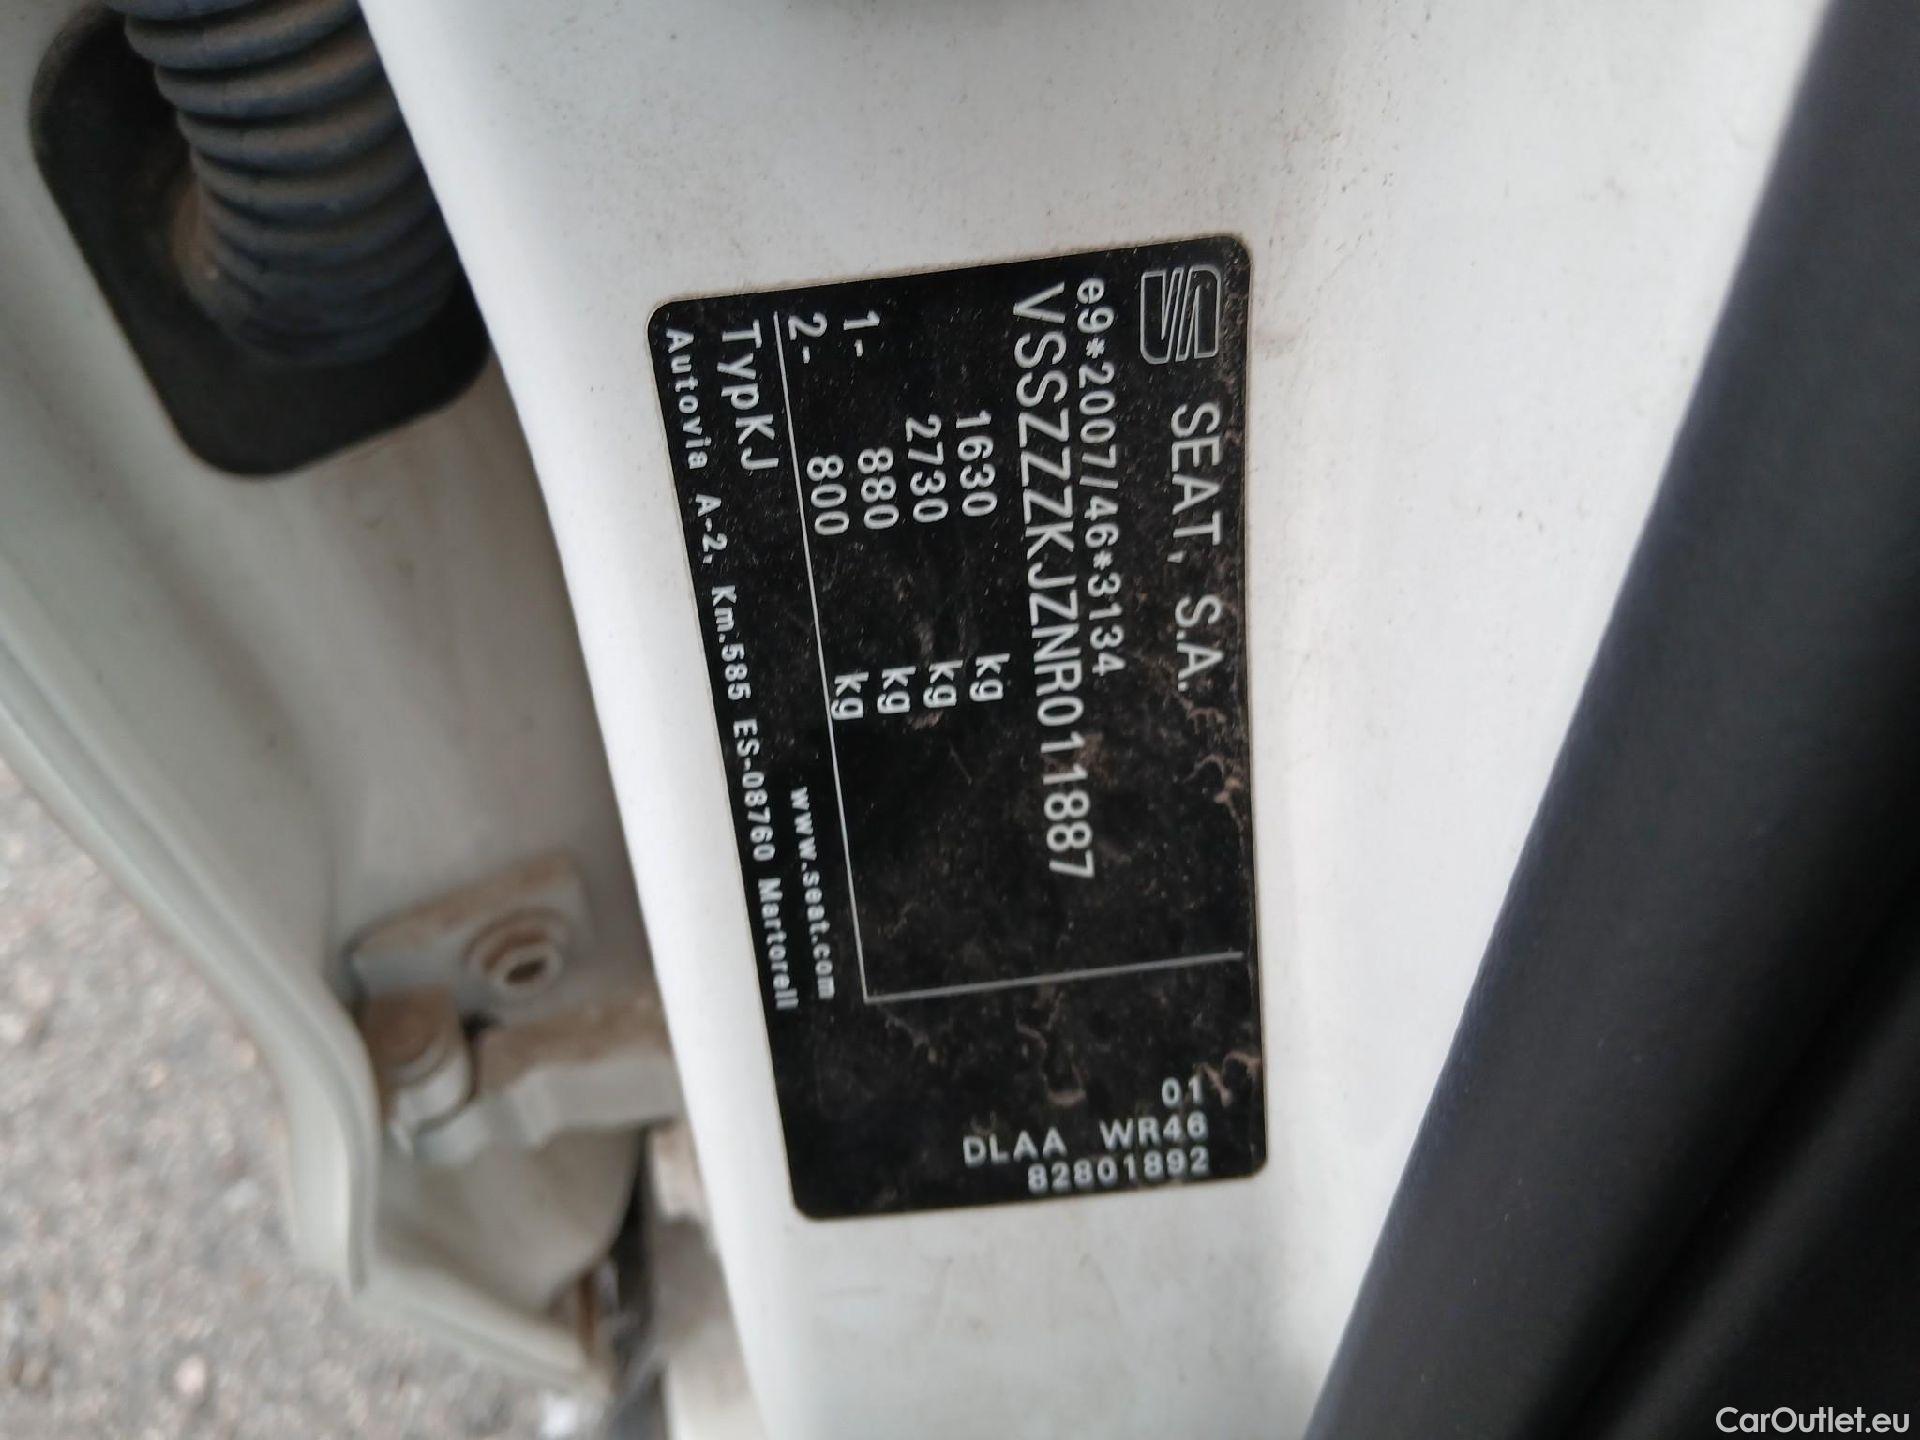 SEAT, S.A.
e9*2007/46*3134
VSSZZZKJZNR011887
1630 kg
2730 kg
1- 880 kg
2- 800 kg
TypKJ www.seat.com
Autovia A-2, Km.585 ES-08760 Martorell
01
DLAA WR46
82801892
CarOutlet.eu